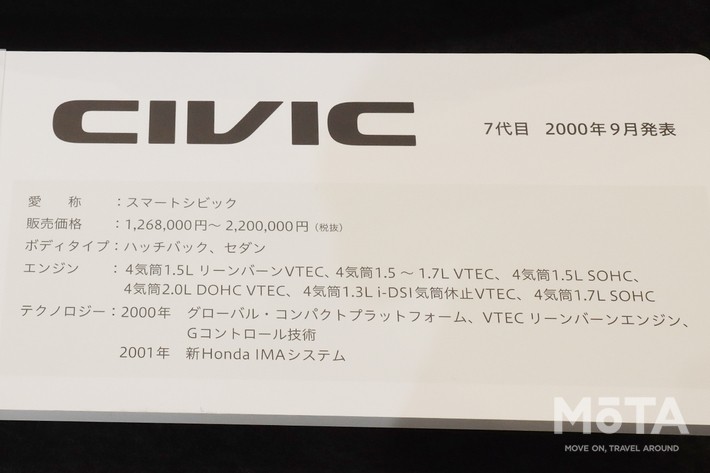 CIVIC
7代目 2000年9月発表
愛 称 ：スマートシビック
販売価格 ：1,268,000円～2,200,000円（税抜）
ボディタイプ：ハッチバック、セダン
エンジン ：4気筒1.5L リーンバーンVTEC、4気筒1.5～1.7L VTEC、4気筒1.5L SOHC、
4気筒2.0L DOHC VTEC、4気筒1.3L i-DSI気筒休止VTEC、4気筒1.7L SOHC
テクノロジー：2000年 グローバル・コンパクトプラットフォーム、VTEC リーンバーンエンジン、
Gコントロール技術
2001年 新Honda IMAシステム
MōTA
MOVE ON, TRAVEL AROUND